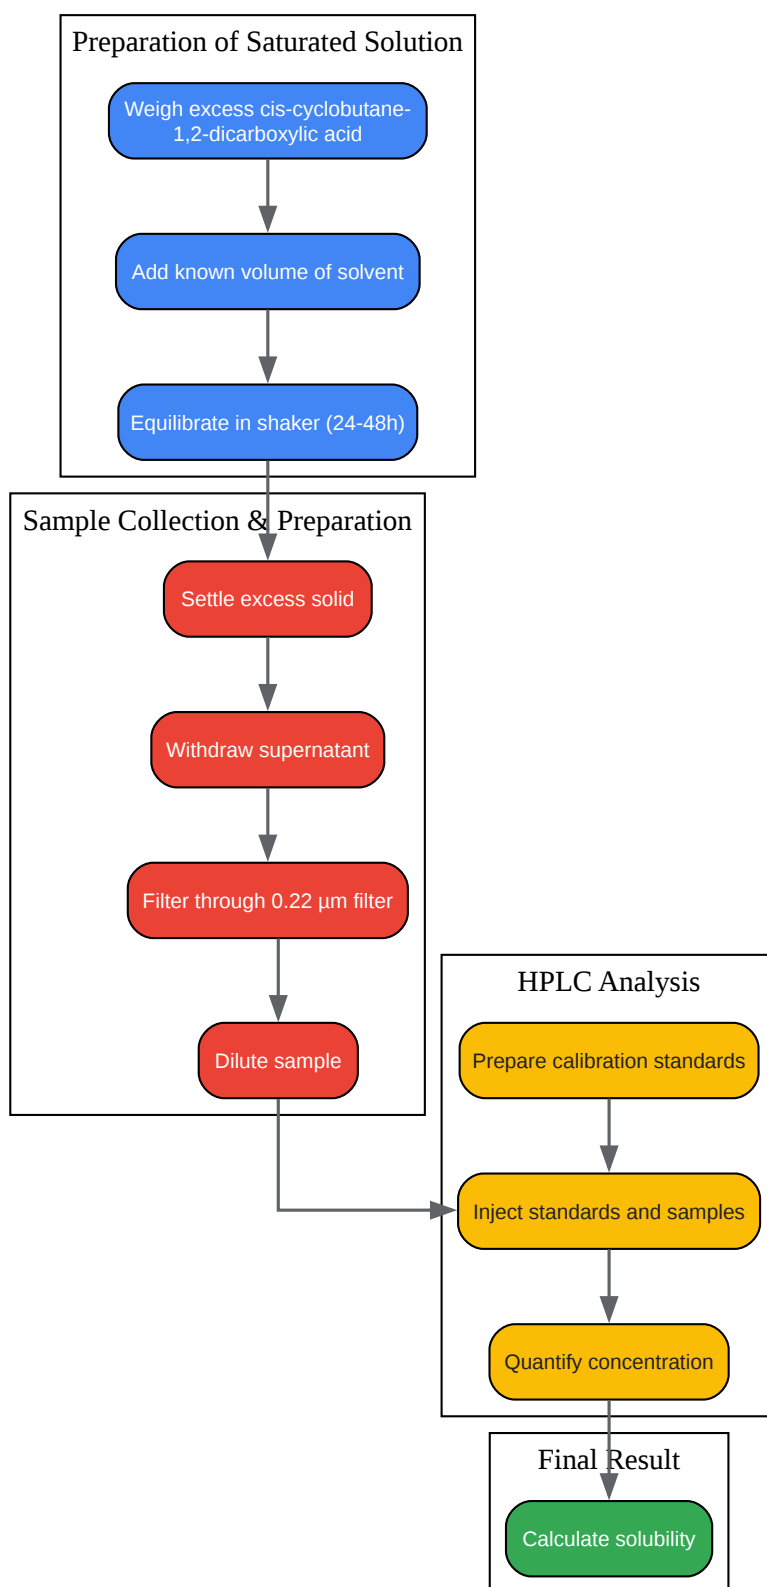 Preparation of Saturated Solution
Weigh excess cis-cyclobutane-
1,2-dicarboxylic acid
Add known volume of solvent
Equilibrate in shaker (24-48h)
Sample Collection & Preparation
Settle excess solid
Withdraw supernatant
Filter through 0.22 µm filter
Dilute sample
HPLC Analysis
Prepare calibration standards
Inject standards and samples
Quantify concentration
Final Result
Calculate solubility